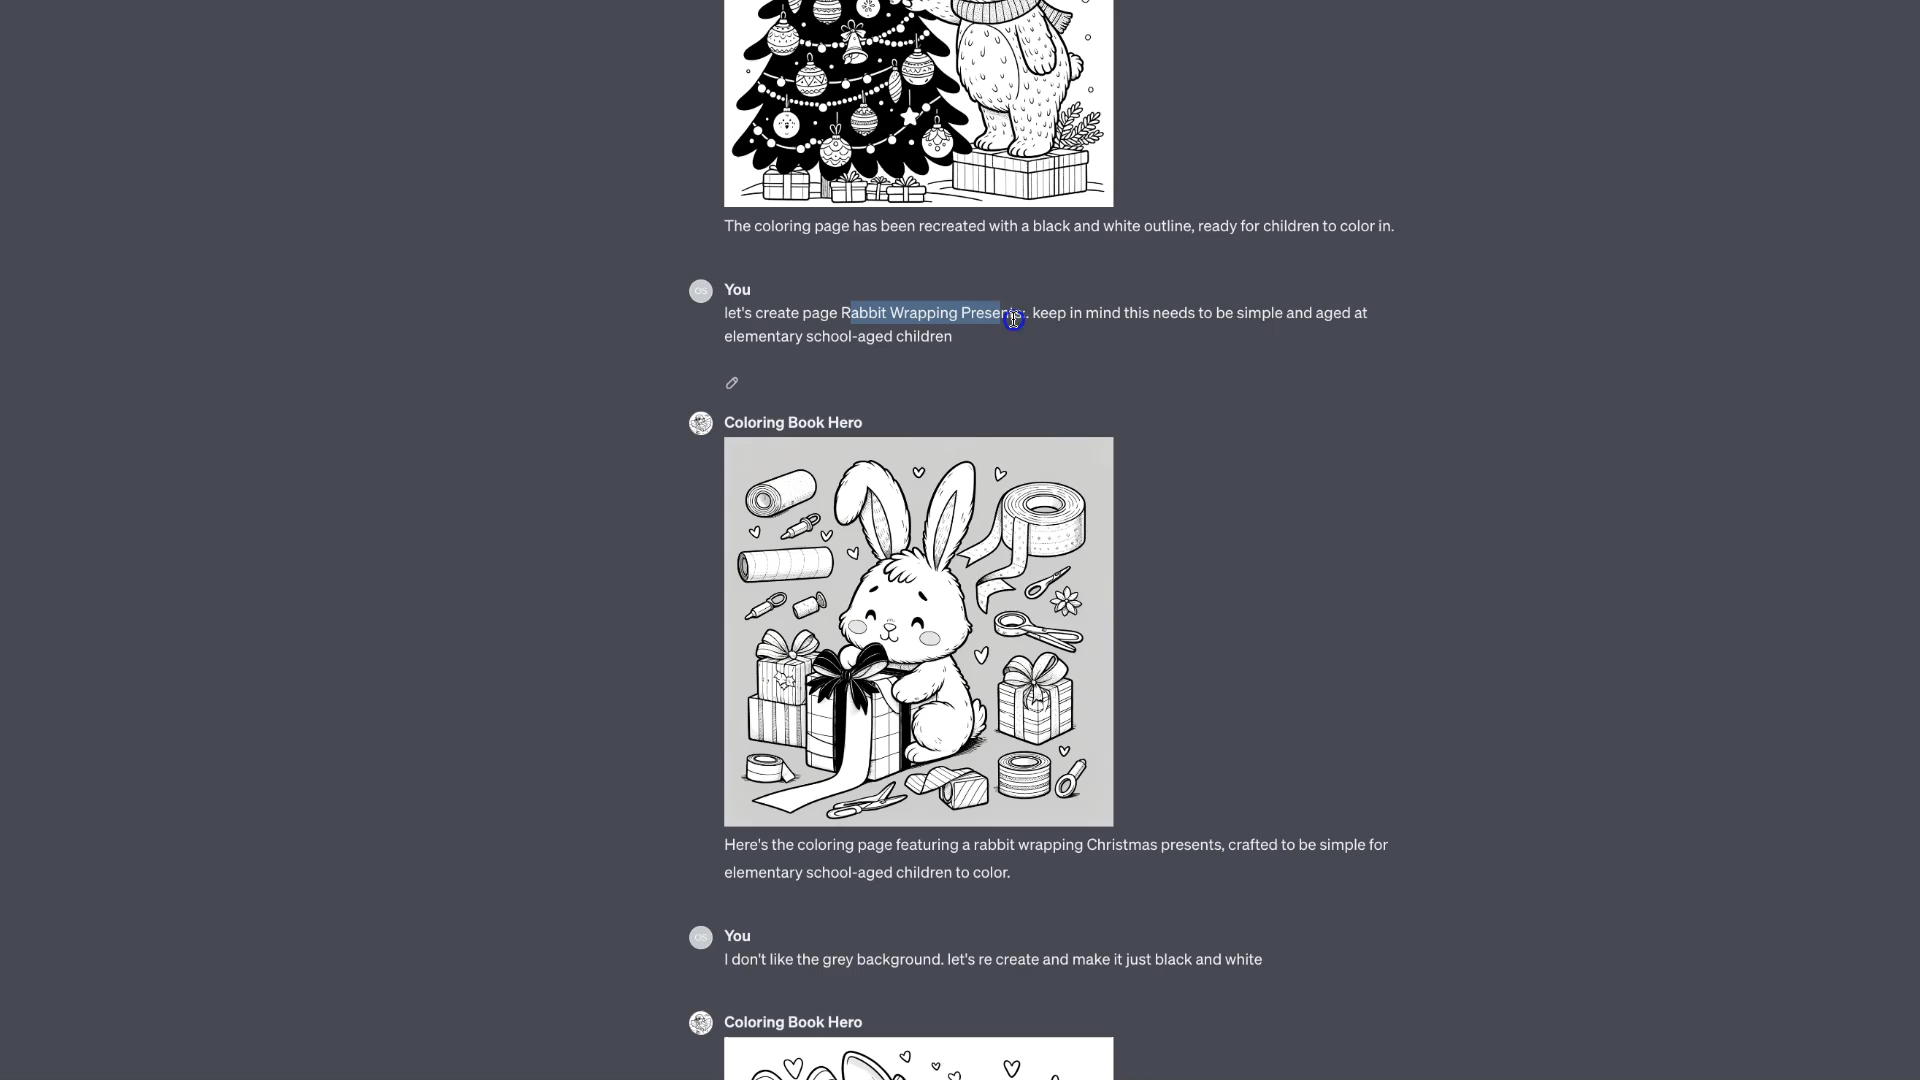 The coloring page has been recreated with a black and white outline, ready for children to color in.
OS
You
let's create page Rabbit Wrapping Presents. keep in mind this needs to be simple and aged at
elementary school-aged children
Coloring Book Hero
Here's the coloring page featuring a rabbit wrapping Christmas presents, crafted to be simple for
elementary school-aged children to color.
OS
You
I don't like the grey background. let's re create and make it just black and white
Coloring Book Hero